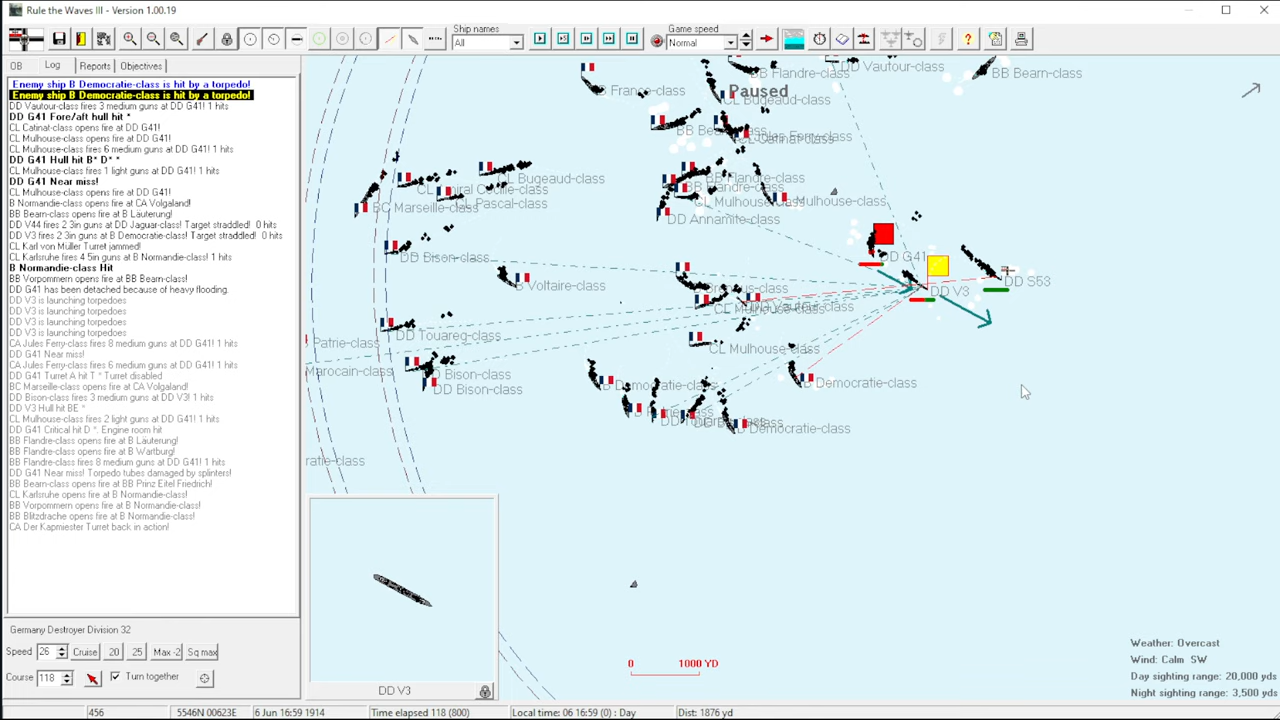 Rule the Waves III - Version 1.00.19
Ship names
All
Game speed
Normal
OB
Log
Reports
Objectives
Enemy ship B Democratie-class is hit by a torpedo!
Enemy ship B Democratie-class is hit by a torpedo!
DD Vautour-class fires 3 medium guns at DD G41! 1 hits
DD G41 Fore/aft hull hit *
CL Catinat-class opens fire at DD G41!
CL Mulhouse-class opens fire at DD G41!
CL Mulhouse-class fires 6 medium guns at DD G41! 1 hits
DD G41 Hull hit B* D* *
CL Mulhouse-class fires 1 light guns at DD G41! 1 hits
DD G41 Near miss!
CL Mulhouse-class opens fire at DD G41!
B Normandie-class opens fire at CA Volgaland!
BB Bearn-class opens fire at B Läuterung!
DD V44 fires 2 3in guns at DD Jaguar-class! Target straddled! 0 hits
DD V3 fires 2 3in guns at B Democratie-class! Target straddled! 0 hits
CL Karl von Müller Turret jammed!
CL Karlsruhe fires 4 5in guns at DD S53! 1 hits
B Normandie-class Hit
BB Vorpommern opens fire at BB Bearn-class!
DD G41 has been detached because of heavy flooding.
DD V3 is launching torpedoes
DD V3 is launching torpedoes
DD V3 is launching torpedoes
DD V3 is launching torpedoes
CA Jules Ferry-class fires 8 medium guns at DD G41! 1 hits
DD G41 Near miss!
CA Jules Ferry-class fires 6 medium guns at DD G41! 1 hits
DD G41 Turret A hit T * Turret disabled
BC Marseille-class opens fire at CA Volgaland!
DD Bison-class fires 3 medium guns at DD V3! 1 hits
DD V3 Hull hit BE *
CL Mulhouse-class fires 2 light guns at DD G41! 1 hits
DD G41 Critical hit D *. Engine room hit
BB Flandre-class opens fire at B Läuterung!
BB Flandre-class opens fire at B Wartburg!
BB Flandre-class fires 8 medium guns at DD G41! 1 hits
DD G41 Near miss! Torpedo tubes damaged by splinters!
BB Bearn-class opens fire at BB Prinz Eitel Friedrich!
CL Karlsruhe opens fire at B Normandie-class!
BB Vorpommern opens fire at B Normandie-class!
BB Blitzdrache opens fire at B Normandie-class!
CA Der Kapmiester Turret back in action!
Germany Destroyer Division 32
Speed 26 Cruise 20 25 Max -2 Sq max
Course 118 Turn together
Paused
BB Flandre-class
DD Vautour-class
BB Bearn-class
B France-class
CL Bugeaud-class
CL Bugeaud-class
CL Pascal-class
BC Marseille-class
CL Mulhouse-class
Mulhouse-class
DD Annamite-class
DD G41
DD Bison-class
B Voltaire-class
DD V3
DD S53
DD Touareg-class
Patrie-class
CL Mulhouse-class
Marocain-class
DD Bison-class
DD Bison-class
B Democratie-class
B Democratie-class
ratie-class
0 1000 YD
DD V3
Weather: Overcast
Wind: Calm SW
Day sighting range: 20,000 yds
Night sighting range: 3,500 yds
456
5546N 00623E
6 Jun 16:59 1914
Time elapsed 118 (800)
Local time: 06 16:59 (0) : Day
Dist: 1876 yd